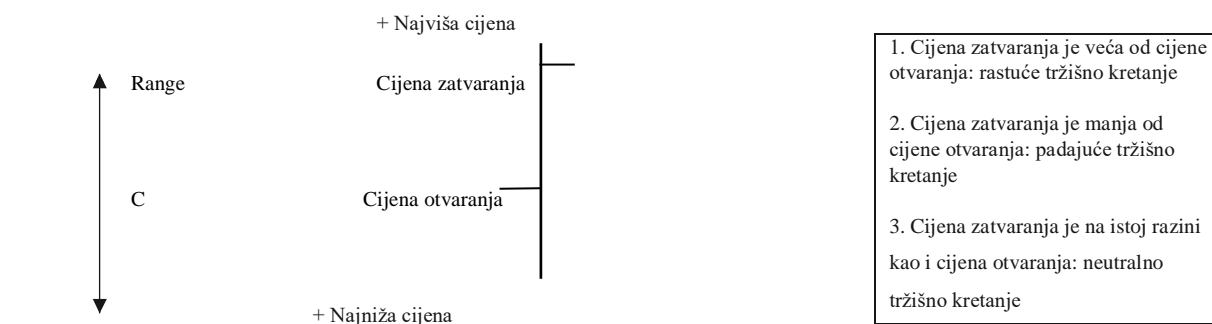 + Najviša cijena
Range
Cijena zatvaranja
C
Cijena otvaranja
+ Najniža cijena
1. Cijena zatvaranja je veća od cijene
otvaranja: rastuće tržišno kretanje
2. Cijena zatvaranja je manja od
cijene otvaranja: padajuće tržišno
kretanje
3. Cijena zatvaranja je na istoj razini
kao i cijena otvaranja: neutralno
tržišno kretanje